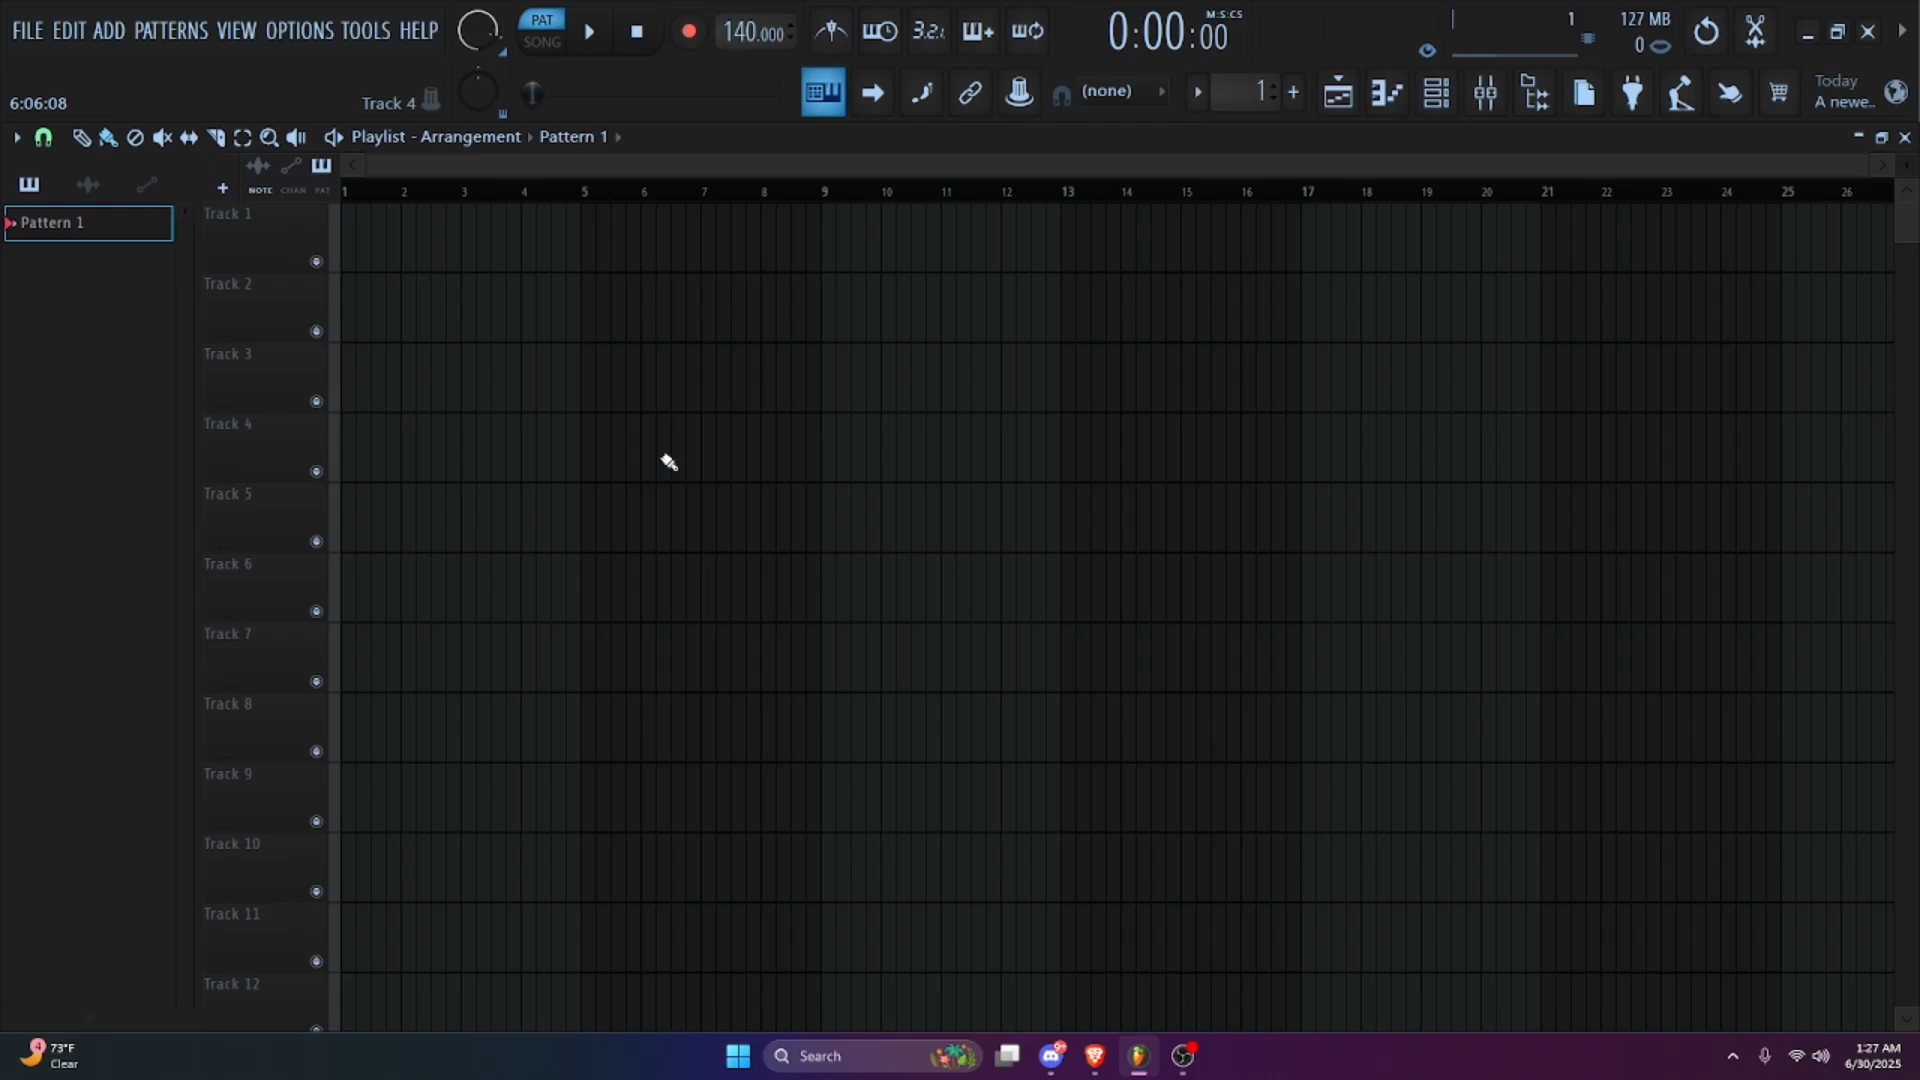 FILE EDIT ADD PATTERNS VIEW OPTIONS TOOLS HELP
PAT
SONG
140.000
3.2.
0:00:00
M:S:CS
1
127 MB
0
6:06:08
Track 4
(none)
1
Today
A newe..
Playlist - Arrangement › Pattern 1 ›
NOTE CHAN PAT
1 2 3 4 5 6 7 8 9 10 11 12 13 14 15 16 17 18 19 20 21 22 23 24 25 26
Pattern 1
Track 1
Track 2
Track 3
Track 4
Track 5
Track 6
Track 7
Track 8
Track 9
Track 10
Track 11
Track 12
4
73°F
Clear
Search
9+
1:27 AM
6/30/2025